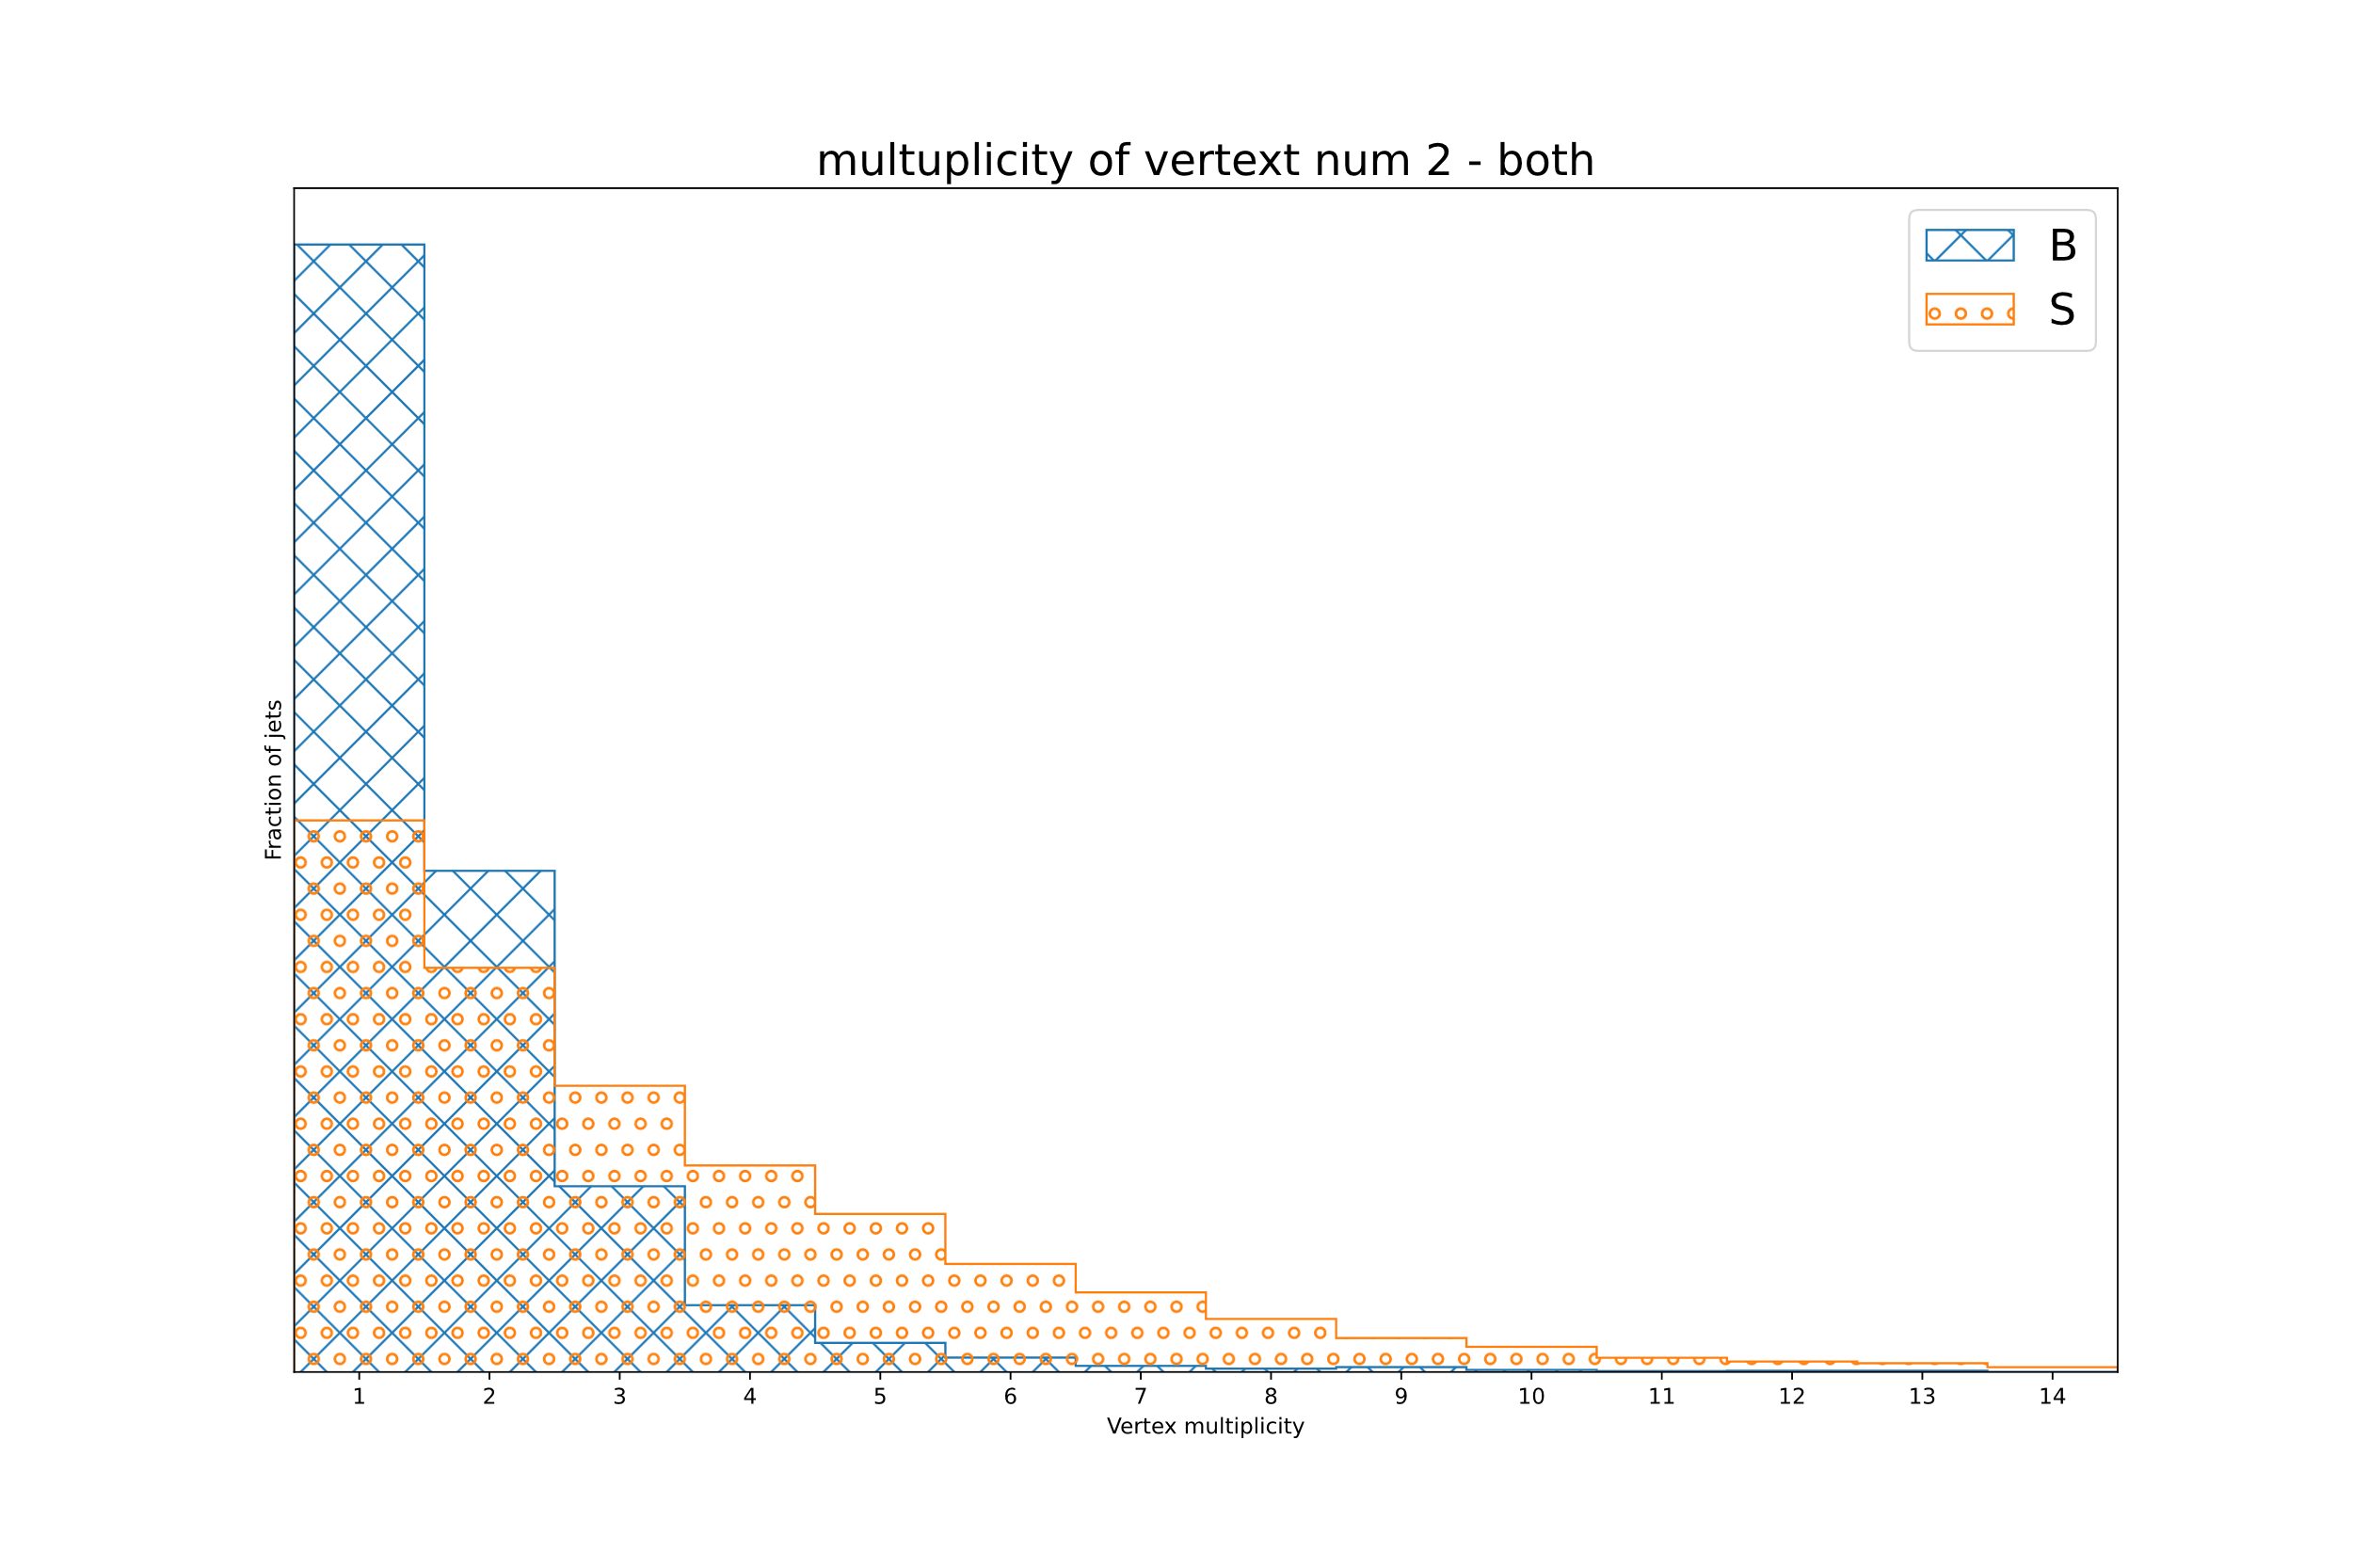 multuplicity of vertext num 2 - both
B
S
Fraction of jets
1 2 3 4 5 6 7 8 9 10 11 12 13 14
Vertex multiplicity